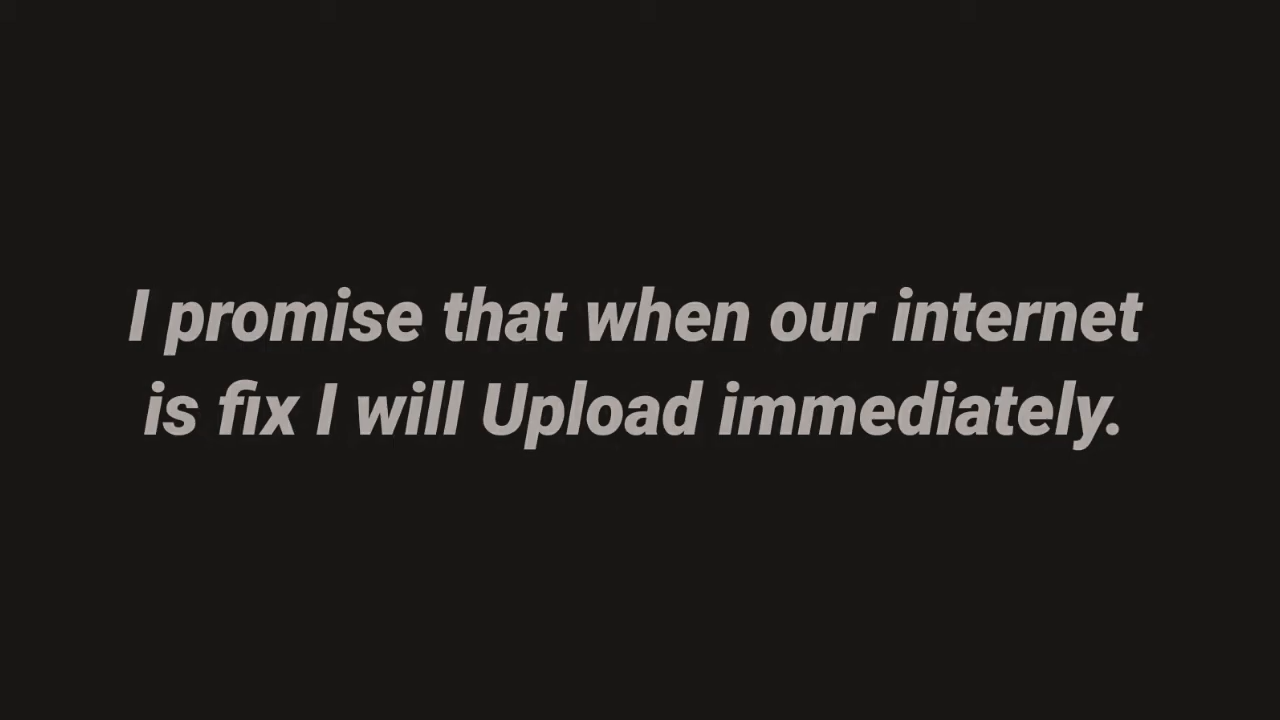 I promise that when our internet
is fix I will Upload immediately.